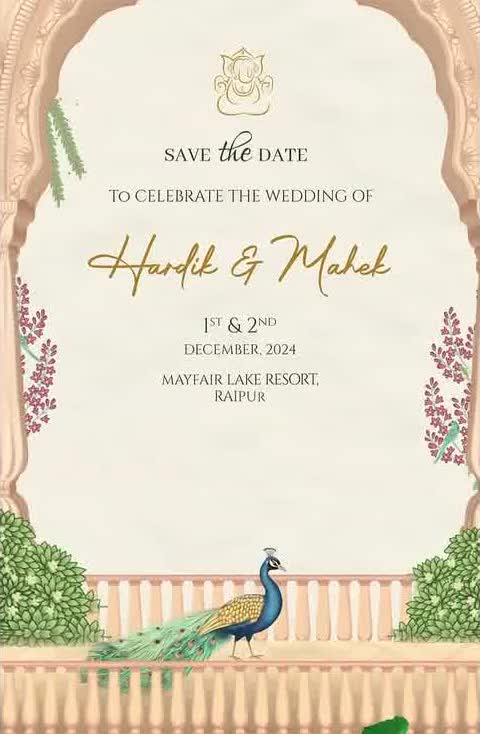 SAVE the DATE
TO CELEBRATE THE WEDDING OF
Hardik & Mahek
1ST & 2ND
DECEMBER, 2024
MAYFAIR LAKE RESORT,
RAIPUR